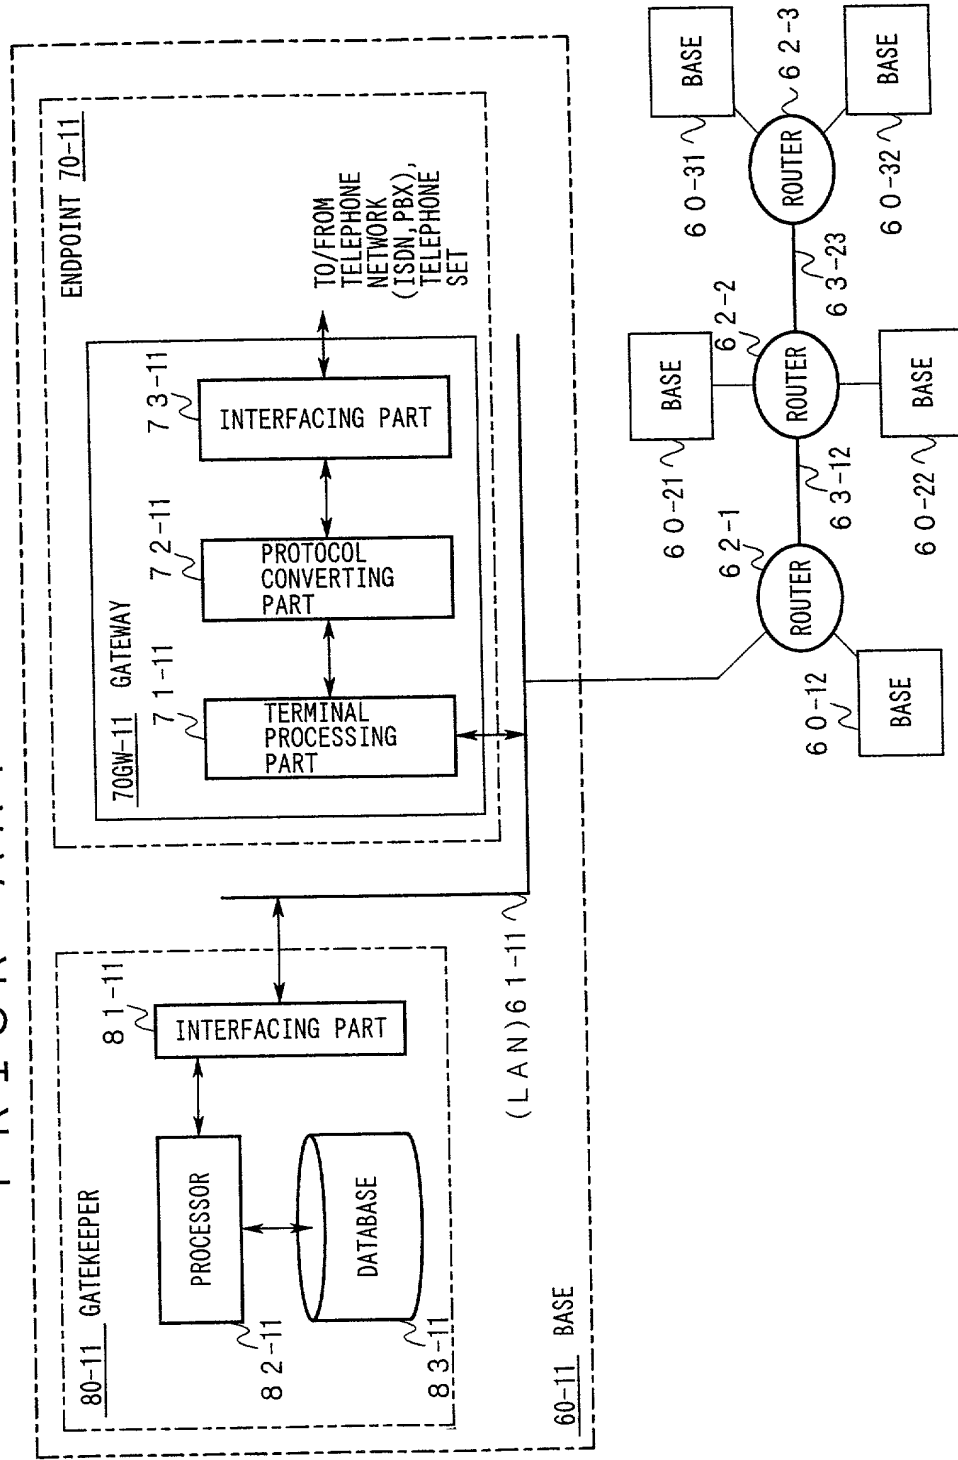 80-11 GATEKEEPER
PROCESSOR
82-11
DATABASE
83-11
81-11
INTERFACING PART
60-11 BASE
(LAN)61-11
ENDPOINT 70-11
70GW-11 GATEWAY
71-11
TERMINAL
PROCESSING
PART
72-11
PROTOCOL
CONVERTING
PART
73-11
INTERFACING PART
TO/FROM
TELEPHONE
NETWORK
(ISDN,PBX),
TELEPHONE
SET
60-12
BASE
ROUTER
62-1
63-12
60-21
BASE
ROUTER
62-2
60-22
BASE
63-23
60-31
BASE
ROUTER
62-3
60-32
BASE